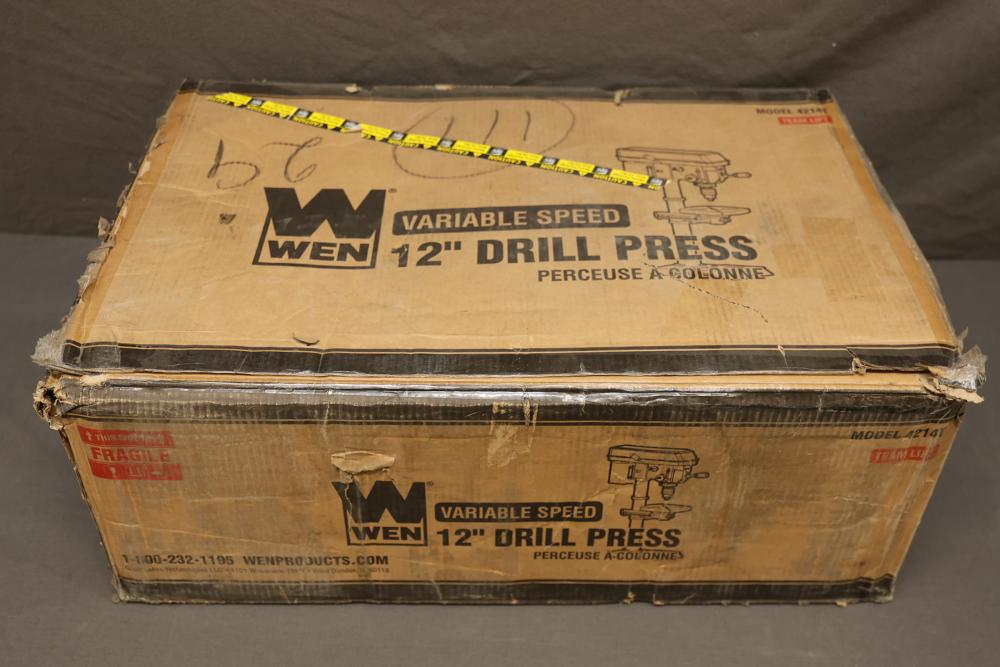 MODEL 4214T
TEAM LIFT
WEN
VARIABLE SPEED
12" DRILL PRESS
PERCEUSE À COLONNE
FRAGILE
MODEL 4214T
TEAM LIFT
WEN
VARIABLE SPEED
12" DRILL PRESS
PERCEUSE À COLONNE
1-800-232-1195 WENPRODUCTS.COM